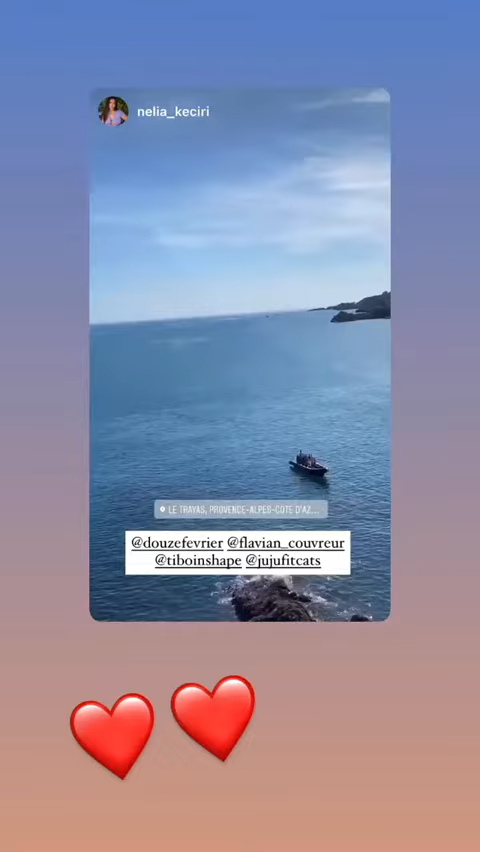 nelia_keciri
LE TRAYAS, PROVENCE-ALPES-COTE D'AZ...
@douzefevrier @flavian_couvreur
@tiboinshape @jujufitcats